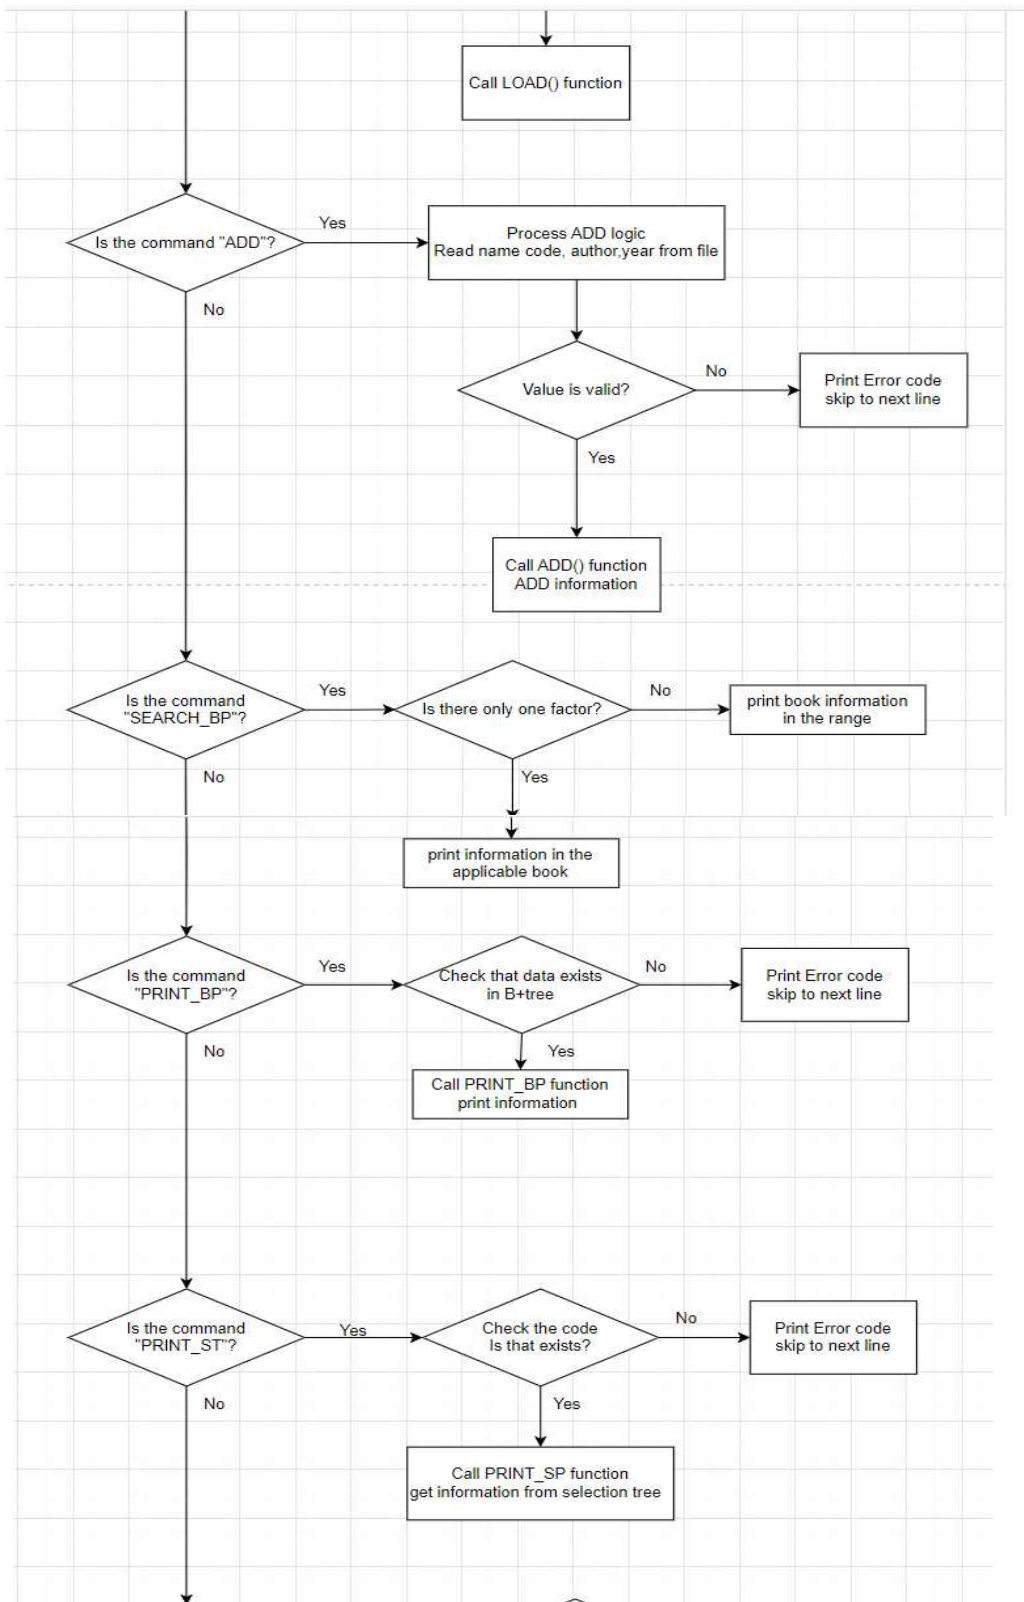 Call LOAD() function
Is the command "ADD"?
Yes
Process ADD logic
Read name code, author,year from file
No
Value is valid?
No
Print Error code
skip to next line
Yes
Call ADD() function
ADD information
Is the command
"SEARCH_BP"?
Yes
Is there only one factor?
No
print book information
in the range
No
Yes
print information in the
applicable book
Is the command
"PRINT_BP"?
Yes
Check that data exists
in B+tree
No
Print Error code
skip to next line
No
Yes
Call PRINT_BP function
print information
Is the command
"PRINT_ST"?
Yes
Check the code
Is that exists?
No
Print Error code
skip to next line
No
Yes
Call PRINT_SP function
get information from selection tree